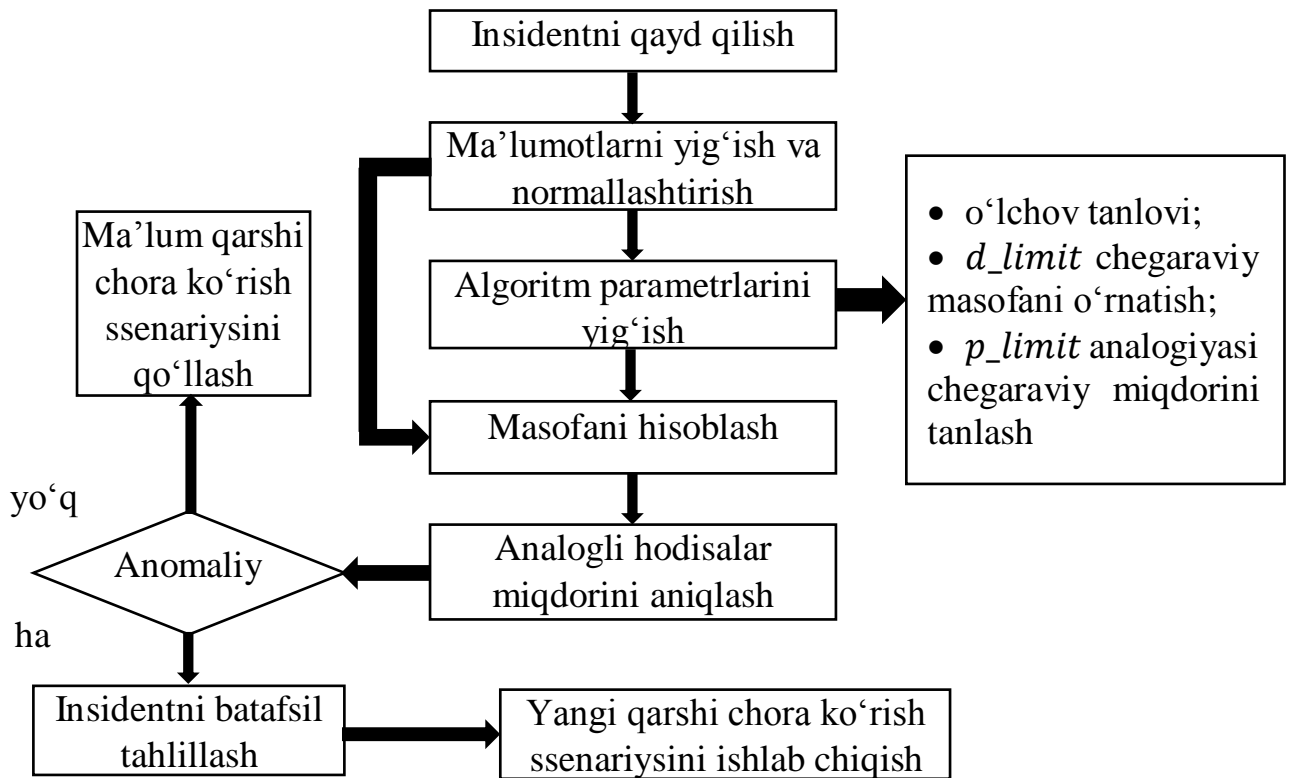 Insidentni qayd qilish
Ma’lumotlarni yig‘ish va
normallashtirish
Algoritm parametrlarini
yig‘ish
• o‘lchov tanlovi;
• d_limit chegaraviy
masofani o‘rnatish;
• p_limit analogiyasi
chegaraviy miqdorini
tanlash
Ma’lum qarshi
chora ko‘rish
ssenariysini
qo‘llash
Masofani hisoblash
Analogli hodisalar
miqdorini aniqlash
yo‘q
Anomaliy
ha
Insidentni batafsil
tahlillash
Yangi qarshi chora ko‘rish
ssenariysini ishlab chiqish